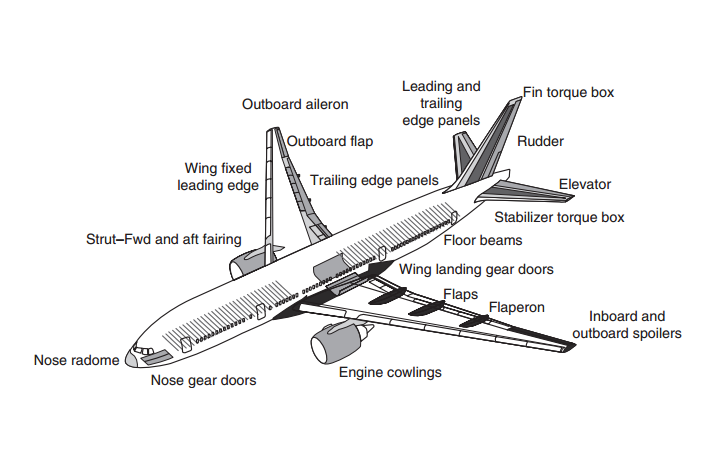 Leading and
trailing
edge panels
Fin torque box
Outboard aileron
Outboard flap
Rudder
Wing fixed
leading edge
Trailing edge panels
Elevator
Stabilizer torque box
Strut–Fwd and aft fairing
Floor beams
Wing landing gear doors
Flaps
Flaperon
Inboard and
outboard spoilers
Nose radome
Nose gear doors
Engine cowlings